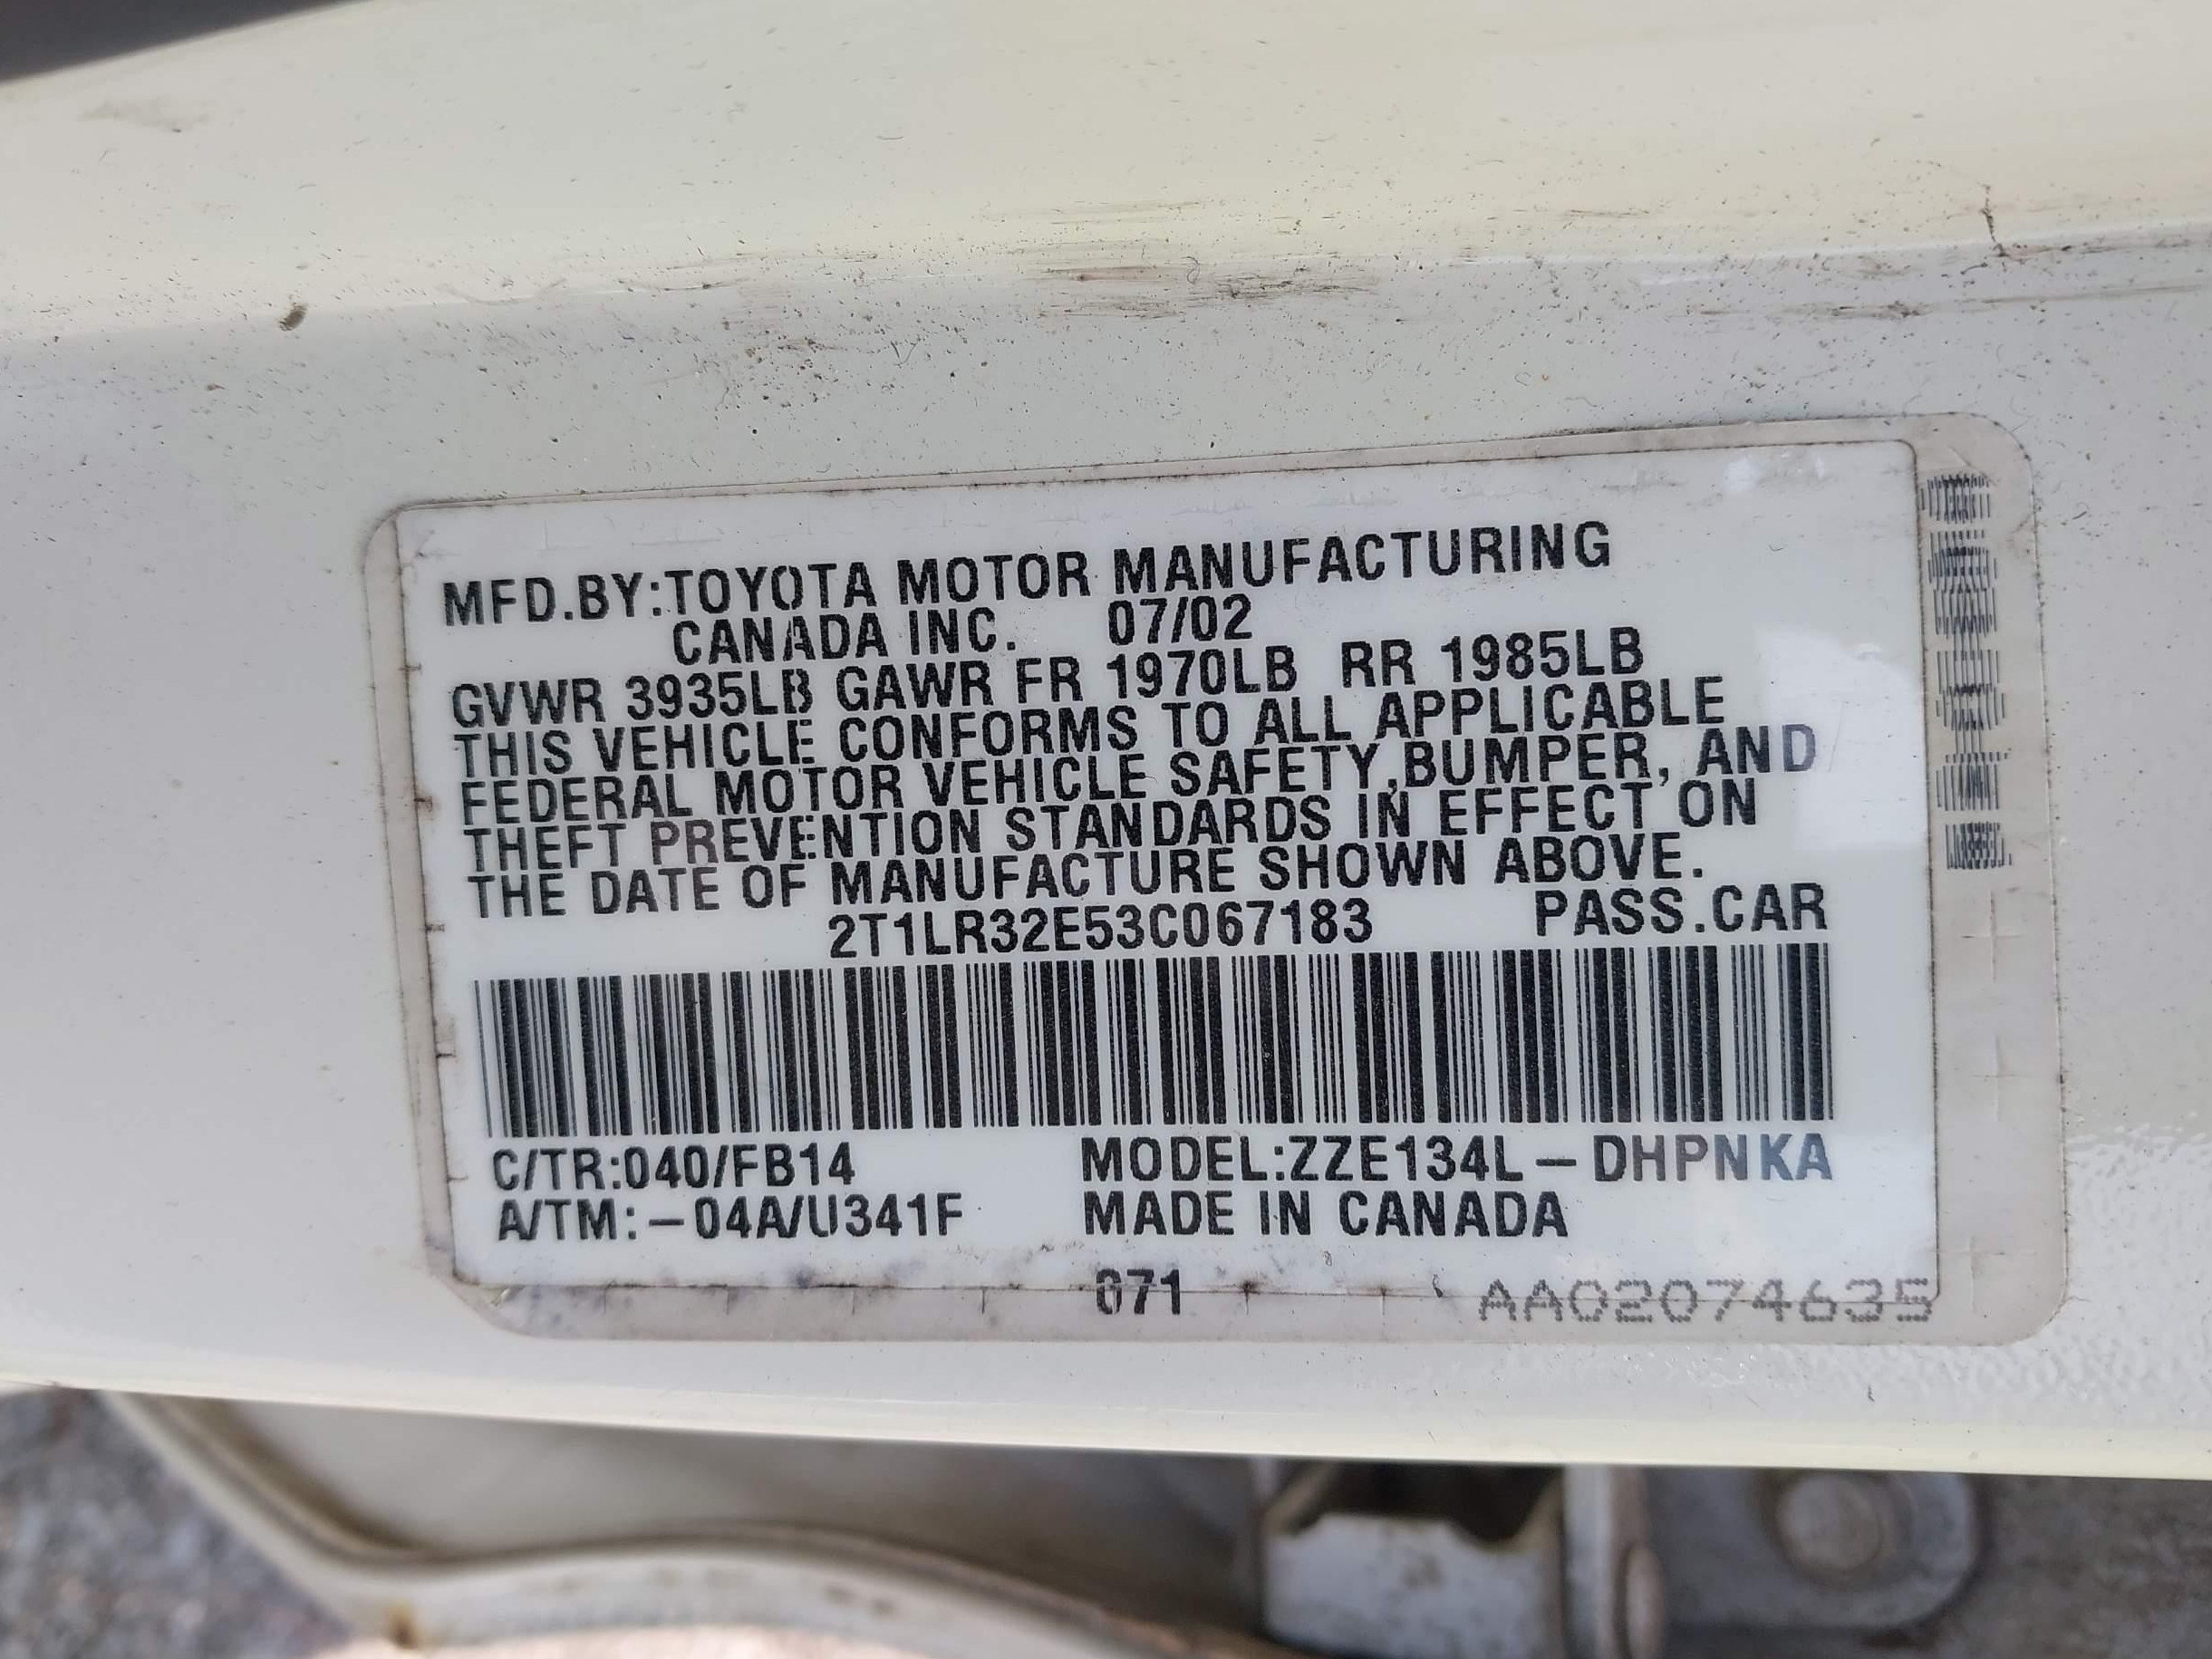 MFD.BY:TOYOTA MOTOR MANUFACTURING
CANADA INC. 07/02
GVWR 3935LB GAWR FR 1970LB RR 1985LB
THIS VEHICLE CONFORMS TO ALL APPLICABLE
FEDERAL MOTOR VEHICLE SAFETY,BUMPER, AND
THEFT PREVENTION STANDARDS IN EFFECT ON
THE DATE OF MANUFACTURE SHOWN ABOVE.
2T1LR32E53C067183 PASS.CAR
C/TR:040/FB14 MODEL:ZZE134L-DHPNKA
A/TM:-04A/U341F MADE IN CANADA
071 AA02074635